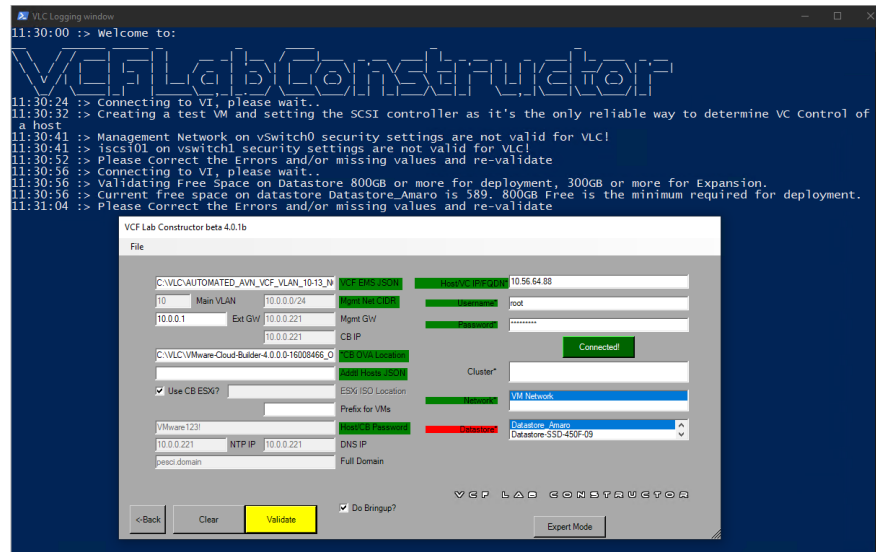 VLC Logging window
11:30:00 :> Welcome to:
VCFLabConstructor
11:30:24 :> Connecting to VI, please wait..
11:30:32 :> Creating a test VM and setting the SCSI controller as it's the only reliable way to determine VC Control of
a host
11:30:41 :> Management Network on vSwitch0 security settings are not valid for VLC!
11:30:41 :> iscsi01 on vswitch1 security settings are not valid for VLC!
11:30:52 :> Please Correct the Errors and/or missing values and re-validate
11:30:56 :> Connecting to VI, please wait..
11:30:56 :> Validating Free Space on Datastore 800GB or more for deployment, 300GB or more for Expansion.
11:30:56 :> Current free space on datastore Datastore_Amaro is 589. 800GB Free is the minimum required for deployment.
11:31:04 :> Please Correct the Errors and/or missing values and re-validate
VCF Lab Constructor beta 4.0.1b
File
C:\VLC\AUTOMATED_AVN_VCF_VLAN_10-13_N VCF EMS JSON Host/VC IP/FQDN* 10.56.64.88
10 Main VLAN 10.0.0.0/24 Mgmt Net CIDR Username* root
10.0.0.1 Ext GW 10.0.0.221 Mgmt GW Password* *********
10.0.0.221 CB IP Connected!
C:\VLC\VMware-Cloud-Builder-4.0.0.0-16008466_O *CB OVA Location
Addtl Hosts JSON Cluster*
Use CB ESXi? ESXi ISO Location
Network* VM Network
Prefix for VMs
VMware123! Host/CB Password Datastore* Datastore_Amaro
Datastore-SSD-450F-09
10.0.0.221 NTP IP 10.0.0.221 DNS IP
pesci.domain Full Domain
VCF LAB CONSTRUCTOR
<-Back Clear Validate Do Bringup? Expert Mode